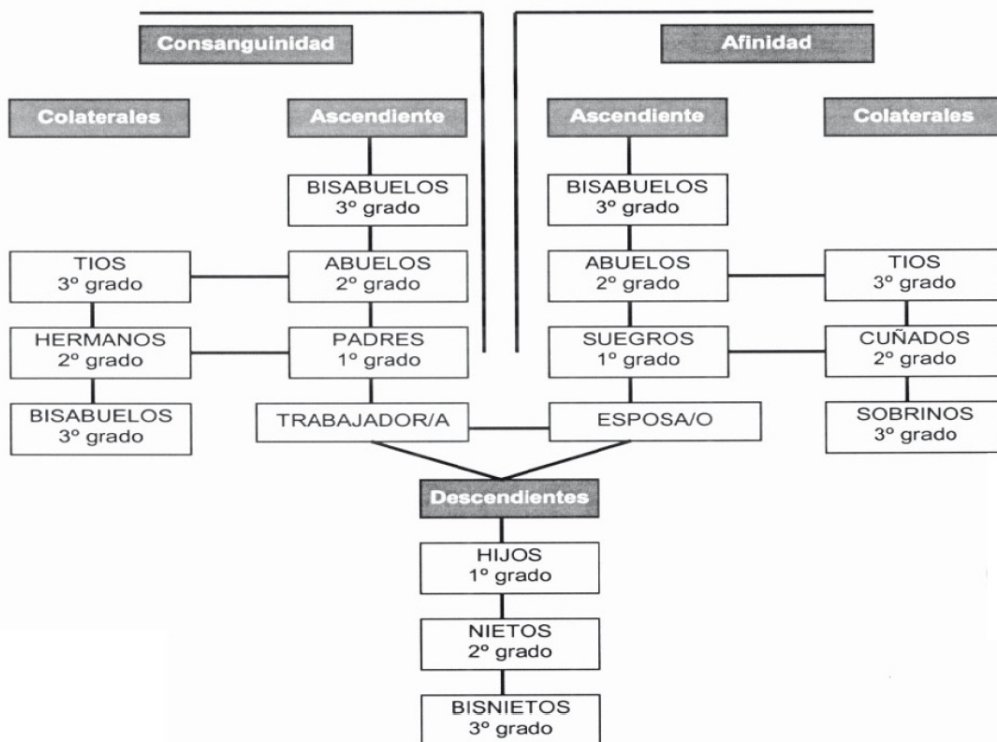 Consanguinidad
Afinidad
Colaterales
Ascendiente
Ascendiente
Colaterales
BISABUELOS
3º grado
BISABUELOS
3º grado
TIOS
3º grado
ABUELOS
2º grado
ABUELOS
2º grado
TIOS
3º grado
HERMANOS
2º grado
PADRES
1º grado
SUEGROS
1º grado
CUÑADOS
2º grado
BISABUELOS
3º grado
TRABAJADOR/A
ESPOSA/O
SOBRINOS
3º grado
Descendientes
HIJOS
1º grado
NIETOS
2º grado
BISNIETOS
3º grado